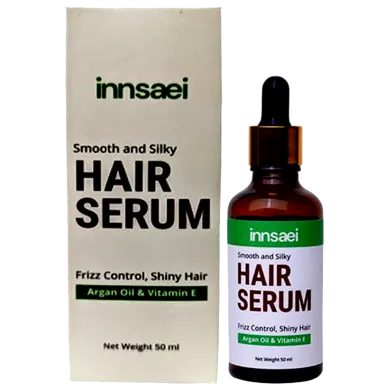 innsaei
Smooth and Silky
HAIR
SERUM
Frizz Control, Shiny Hair
Argan Oil & Vitamin E
Net Weight 50 ml
innsaei
Smooth and Silky
HAIR
SERUM
Frizz Control, Shiny Hair
Argan Oil & Vitamin E
Net Weight 50 ml